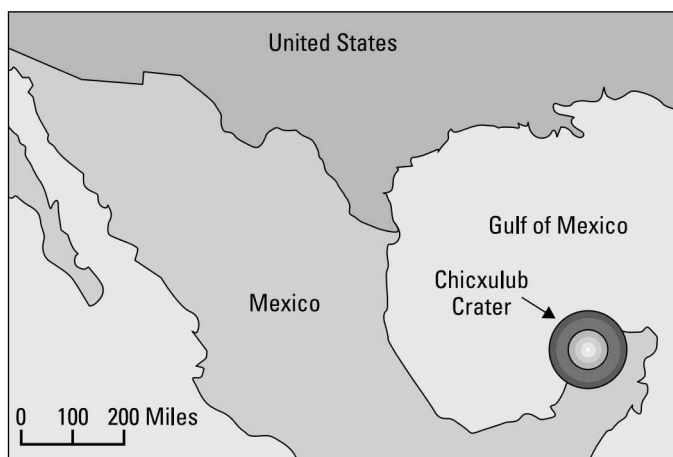 United States
Gulf of Mexico
Chicxulub
Crater
Mexico
0 100 200 Miles